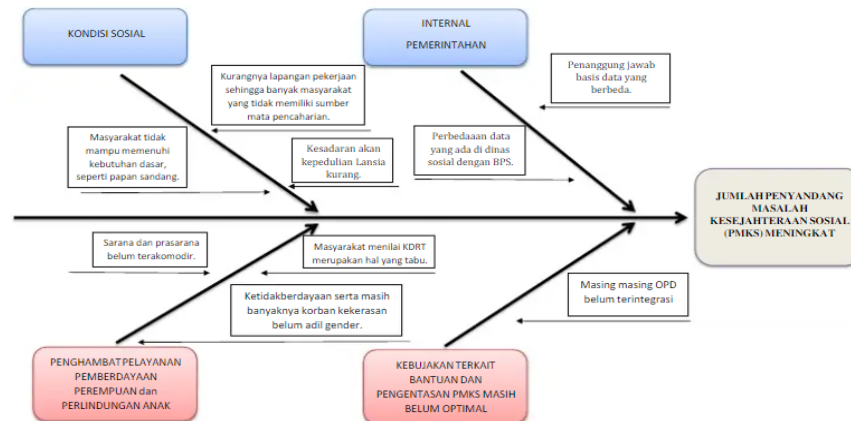 KONDISI SOSIAL
INTERNAL
PEMERINTAHAN
Kurangnya lapangan pekerjaan
sehingga banyak masyarakat
yang tidak memiliki sumber
mata pencaharian.
Penanggung jawab
basis data yang
berbeda.
Masyarakat tidak
mampu memenuhi
kebutuhan dasar,
seperti papan sandang.
Kesadaran akan
kepedulian Lansia
kurang.
Perbedaaan data
yang ada di dinas
sosial dengan BPS.
JUMLAH PENYANDANG
MASALAH
KESEJAHTERAAN SOSIAL
(PMKS) MENINGKAT
Sarana dan prasarana
belum terakomodir.
Masyarakat menilai KDRT
merupakan hal yang tabu.
Ketidakberdayaan serta masih
banyaknya korban kekerasan
belum adil gender.
Masing masing OPD
belum terintegrasi
PENGHAMBAT PELAYANAN
PEMBERDAYAAN
PEREMPUAN dan
PERLINDUNGAN ANAK
KEBIJAKAN TERKAIT
BANTUAN DAN
PENGENTASAN PMKS MASIH
BELUM OPTIMAL